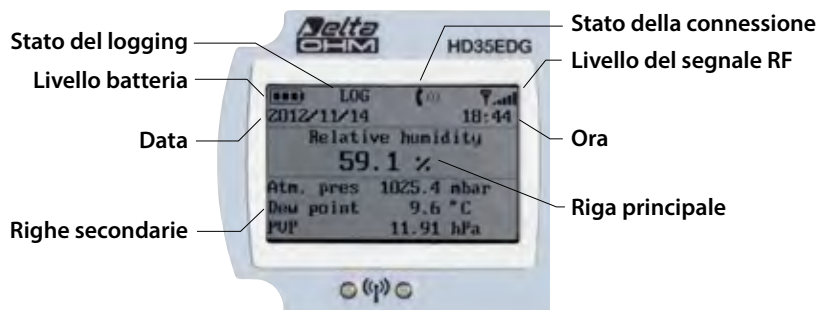 Delta
OHM
HD35EDG
Stato del logging
Stato della connessione
Livello batteria
Livello del segnale RF
LOG
2012/11/14 18:44
Data
Ora
Relative humidity
59.1 %
Riga principale
Atm. pres 1025.4 mbar
Dew point 9.6 °C
Righe secondarie
PVP 11.91 hPa